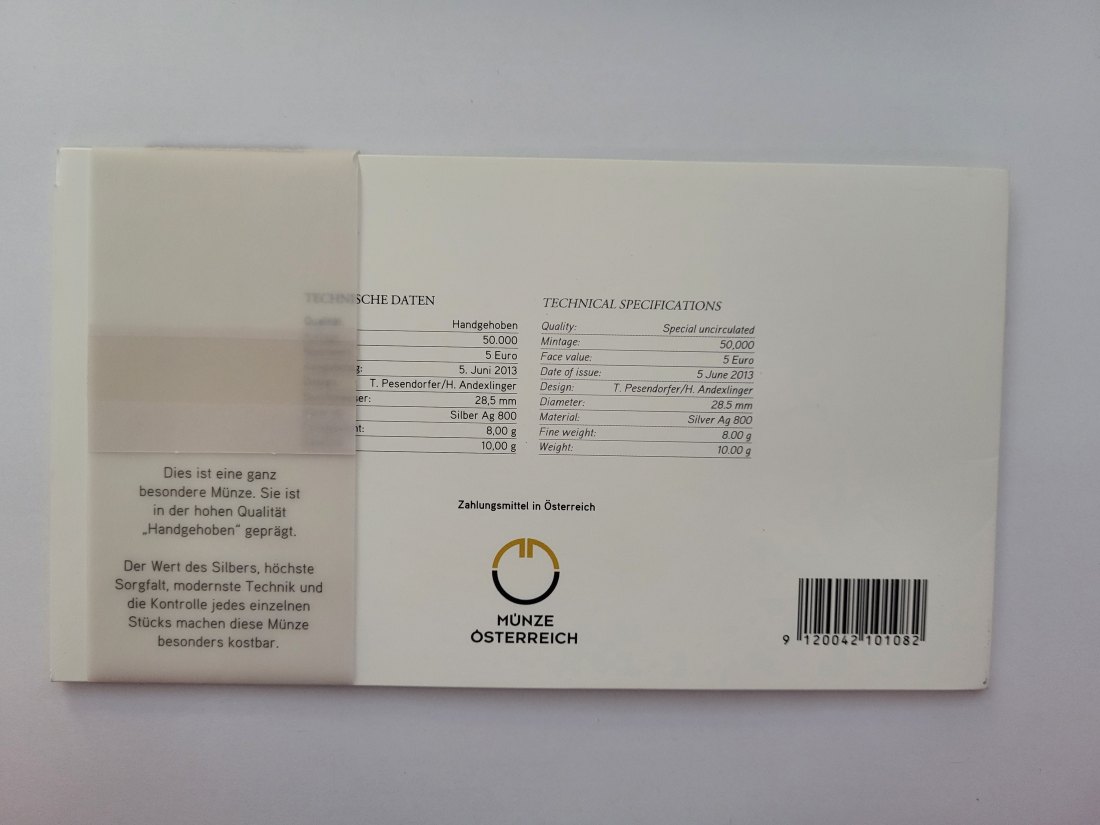 TECHNISCHE DATEN
Qualität: Handgehoben
50.000
5 Euro
5. Juni 2013
T. Pesendorfer/H. Andexlinger
28,5 mm
Silber Ag 800
8,00 g
10,00 g
TECHNICAL SPECIFICATIONS
Quality: Special uncirculated
Mintage: 50,000
Face value: 5 Euro
Date of issue: 5 June 2013
Design: T. Pesendorfer/H. Andexlinger
Diameter: 28.5 mm
Material: Silver Ag 800
Fine weight: 8.00 g
Weight: 10.00 g
Dies ist eine ganz
besondere Münze. Sie ist
in der hohen Qualität
„Handgehoben“ geprägt.
Der Wert des Silbers, höchste
Sorgfalt, modernste Technik und
die Kontrolle jedes einzelnen
Stücks machen diese Münze
besonders kostbar.
Zahlungsmittel in Österreich
MÜNZE
ÖSTERREICH
9 120042 101082